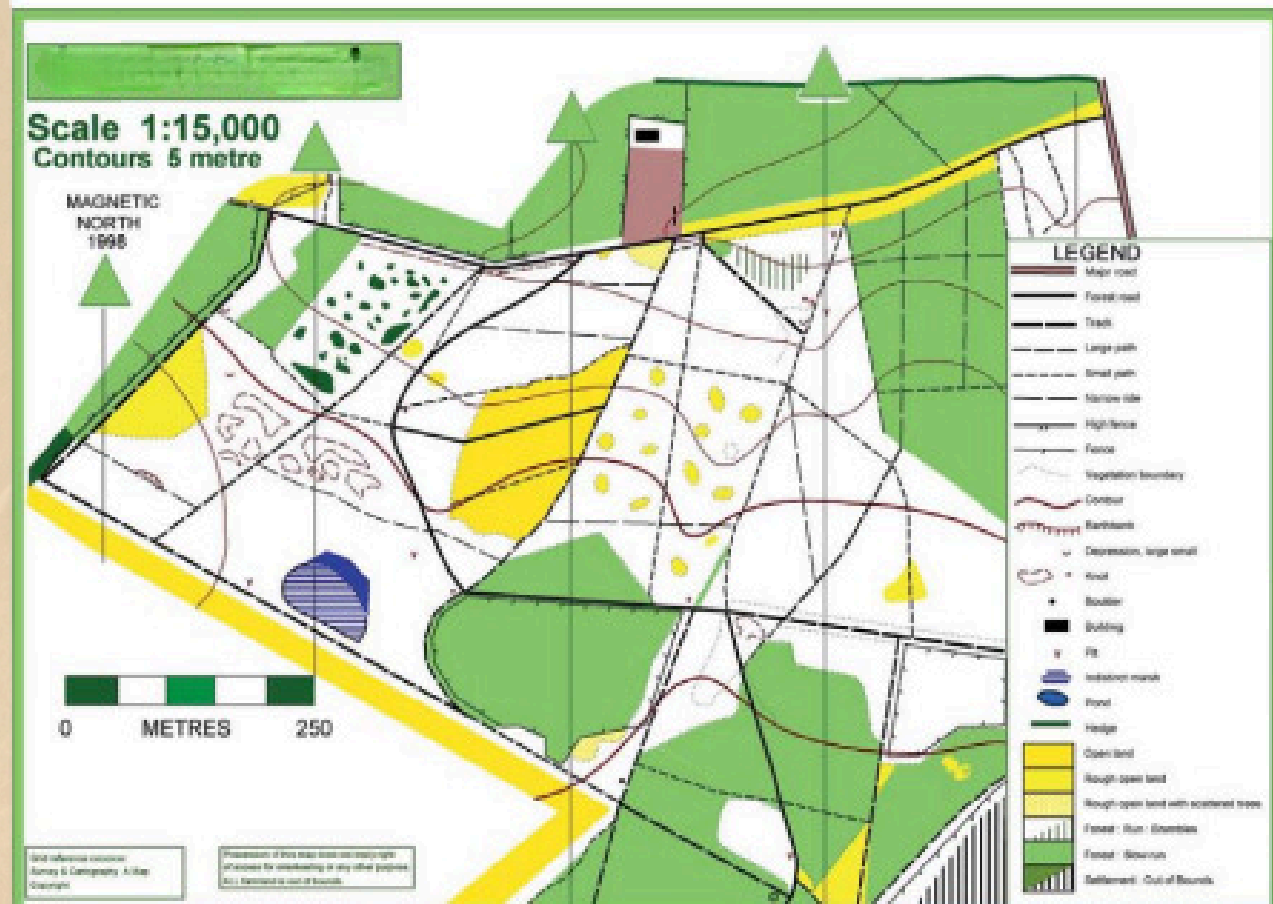 Scale 1:15,000
Contours 5 metre
MAGNETIC
NORTH
1998
LEGEND
Major road
Forest road
Track
Large path
Small path
Narrow ride
High fence
Fence
Vegetation boundary
Contour
Earthbank
Depression, large small
Knoll
Boulder
Building
Pit
Indistinct marsh
Pond
Hedge
Open land
Rough open land
Rough open land with scattered trees
Forest : Run : Brambles
Forest : Slow run
Settlement : Out of Bounds
0 METRES 250
Survey & Cartography
Copyright